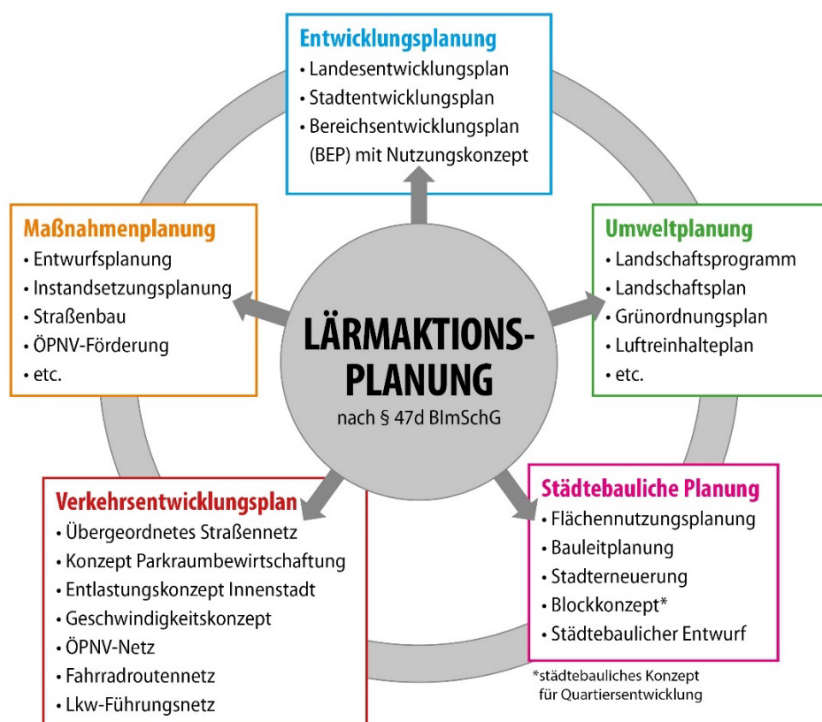 Entwicklungsplanung
• Landesentwicklungsplan
• Stadtentwicklungsplan
• Bereichsentwicklungsplan
(BEP) mit Nutzungskonzept
Maßnahmenplanung
• Entwurfsplanung
• Instandsetzungsplanung
• Straßenbau
• ÖPNV-Förderung
• etc.
Umweltplanung
• Landschaftsprogramm
• Landschaftsplan
• Grünordnungsplan
• Luftreinhalteplan
• etc.
LÄRMAKTIONS-
PLANUNG
nach § 47d BImSchG
Verkehrsentwicklungsplan
• Übergeordnetes Straßennetz
• Konzept Parkraumbewirtschaftung
• Entlastungskonzept Innenstadt
• Geschwindigkeitskonzept
• ÖPNV-Netz
• Fahrradroutennetz
• Lkw-Führungsnetz
Städtebauliche Planung
• Flächennutzungsplanung
• Bauleitplanung
• Stadterneuerung
• Blockkonzept*
• Städtebaulicher Entwurf
*städtebauliches Konzept
für Quartiersentwicklung